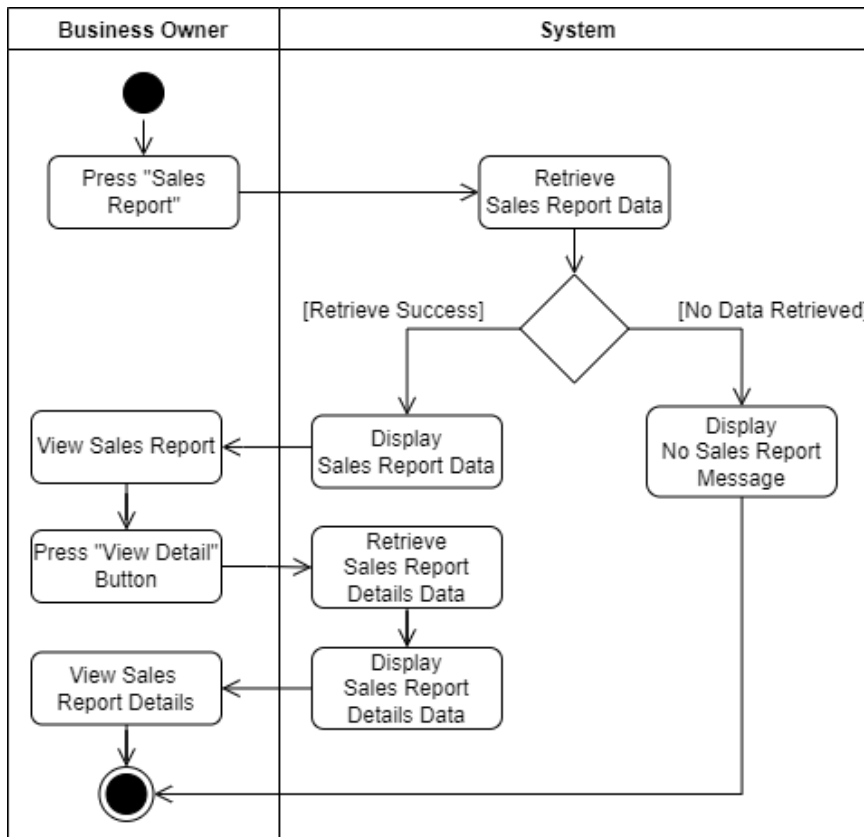 Business Owner
System
Press "Sales
Report"
Retrieve
Sales Report Data
[Retrieve Success]
[No Data Retrieved]
View Sales Report
Display
Sales Report Data
Display
No Sales Report
Message
Press "View Detail"
Button
Retrieve
Sales Report
Details Data
View Sales
Report Details
Display
Sales Report
Details Data